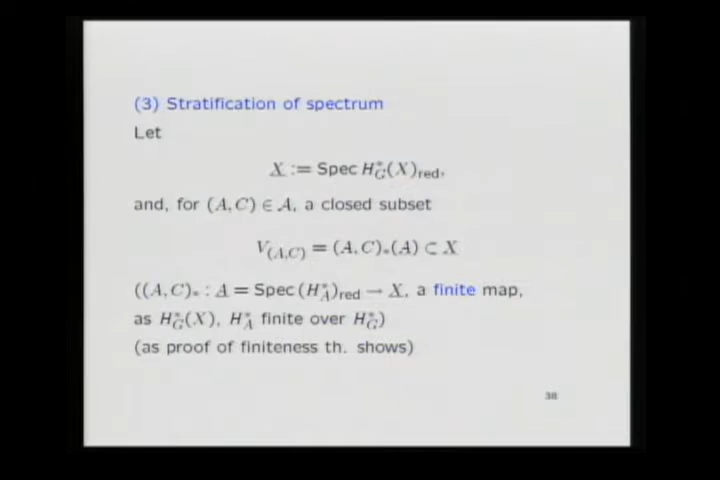 (3) Stratification of spectrum
Let
X := Spec H*_G(X)_red,
and, for (A, C) ∈ A, a closed subset
V_(A,C) = (A, C)_*(A) ⊂ X
((A, C)_* : A = Spec (H*_A)_red → X, a finite map,
as H*_G(X), H*_A finite over H*_G)
(as proof of finiteness th. shows)
38